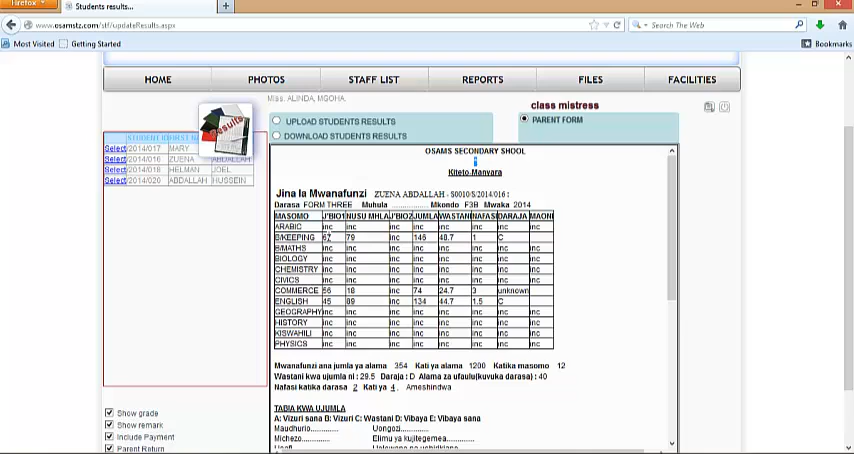 Firefox
Students results...
+
www.osamstz.com/stf/updateResults.aspx
Search The Web
Most Visited Getting Started Bookmarks
HOME PHOTOS STAFF LIST REPORTS FILES FACILITIES
Miss. ALINDA, MGOHA.
class mistress
UPLOAD STUDENTS RESULTS
DOWNLOAD STUDENTS RESULTS
PARENT FORM
Results
Select /2014/017 MARY
Select /2014/016 ZUENA ABDALLAH
Select /2014/018 HELMAN JOEL
Select /2014/020 ABDALLAH HUSSEIN
OSAMS SECONDARY SHOOL
Kiteto-Manyara
Jina la Mwanafunzi ZUENA ABDALLAH - S0010/S/2014/016 :
Darasa FORM THREE Muhula ................. Mkondo F3B Mwaka 2014
MASOMO J'BIO1 NUSU MHLA J'BIO2 JUMLA WASTANI NAFASI DARAJA MAONI
ARABIC inc inc inc inc inc inc inc inc
B/KEEPING 67 79 inc 146 48.7 1 C
B/MATHS inc inc inc inc inc inc inc inc
BIOLOGY inc inc inc inc inc inc inc inc
CHEMISTRY inc inc inc inc inc inc inc inc
CIVICS inc inc inc inc inc inc inc inc
COMMERCE 56 18 inc 74 24.7 3 unknown
ENGLISH 45 89 inc 134 44.7 1.5 C
GEOGRAPHY inc inc inc inc inc inc inc inc
HISTORY inc inc inc inc inc inc inc inc
KISWAHILI inc inc inc inc inc inc inc inc
PHYSICS inc inc inc inc inc inc inc inc
Mwanafunzi ana jumla ya alama 354 Kati ya alama 1200 Katika masomo 12
Wastani kwa ujumla ni : 29.5 Daraja : D Alama za ufaulu(kuvuka darasa) : 40
Nafasi katika darasa 2 Kati ya 4 . Ameshindwa
TABIA KWA UJUMLA
A: Vizuri sana B: Vizuri C: Wastani D: Vibaya E: Vibaya sana
Maudhurio............. Uongozi.............
Michezo.............. Elimu ya kujitegemea..............
Show grade
Show remark
Include Payment
Parent Return